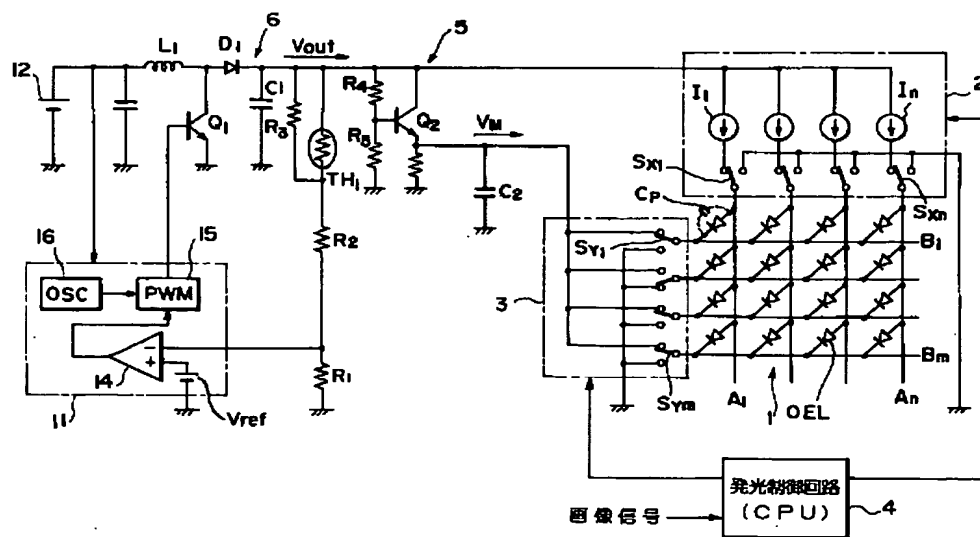 12
L1
D1
6
Vout
5
C1
R3
TH1
R4
R5
Q1
Q2
VM
C2
I1
In
2
SX1
SXn
CP
SY1
B1
16
OSC
15
PWM
R2
3
14
-
+
R1
Vref
11
SYm
Bm
A1
1
OEL
An
発光制御回路
(CPU)
4
画像信号